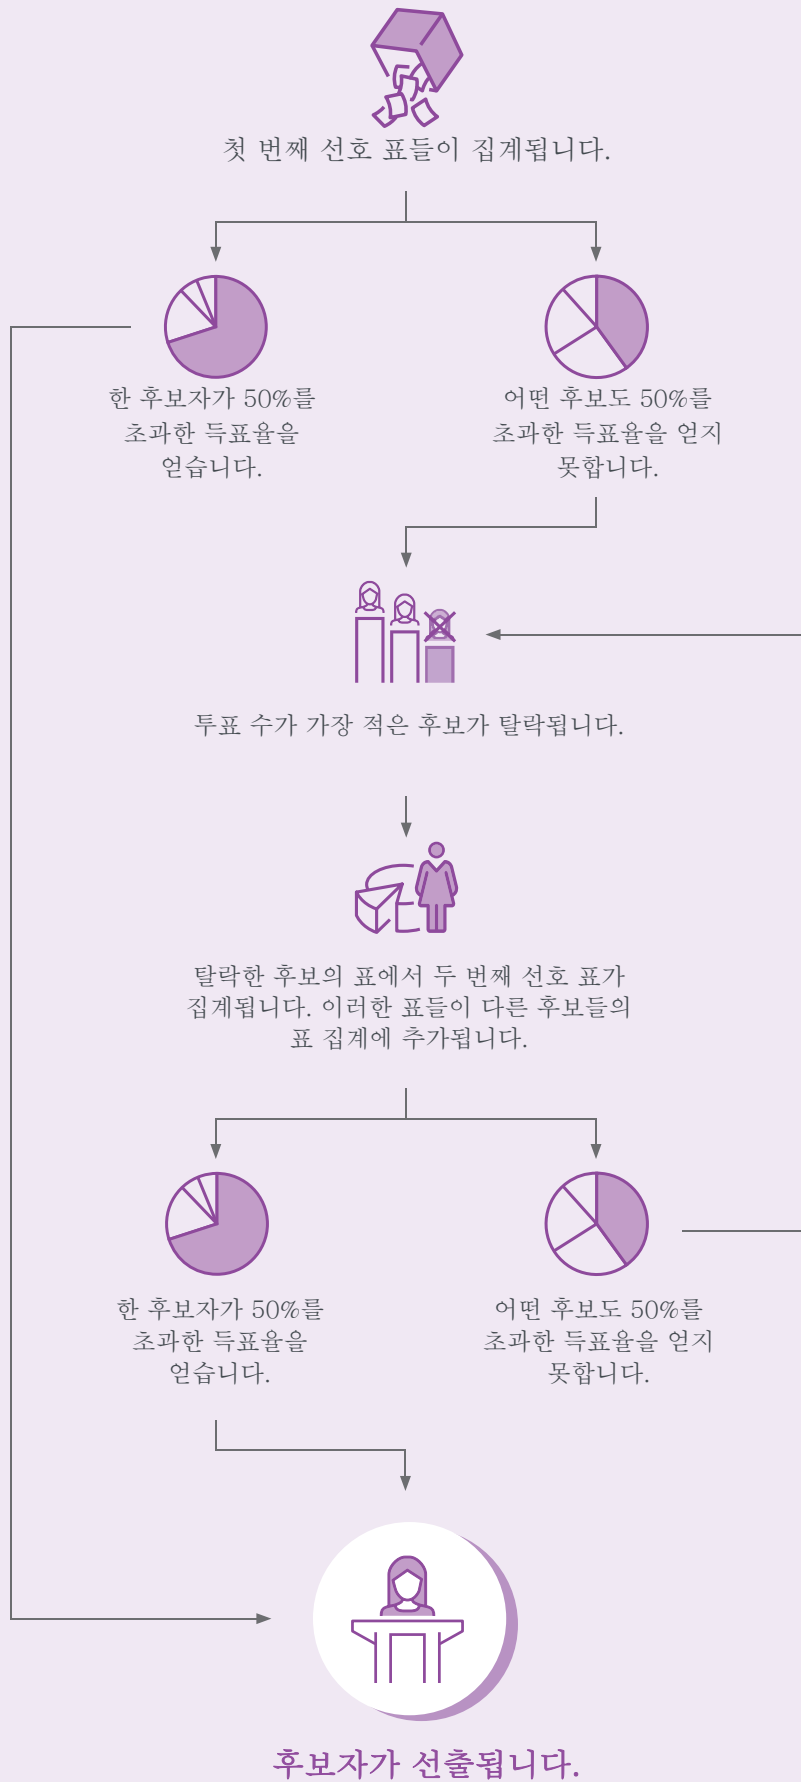 첫 번째 선호 표들이 집계됩니다.
한 후보자가 50%를
초과한 득표율을
얻습니다.
어떤 후보도 50%를
초과한 득표율을 얻지
못합니다.
투표 수가 가장 적은 후보가 탈락됩니다.
탈락한 후보의 표에서 두 번째 선호 표가
집계됩니다. 이러한 표들이 다른 후보들의
표 집계에 추가됩니다.
한 후보자가 50%를
초과한 득표율을
얻습니다.
어떤 후보도 50%를
초과한 득표율을 얻지
못합니다.
후보자가 선출됩니다.